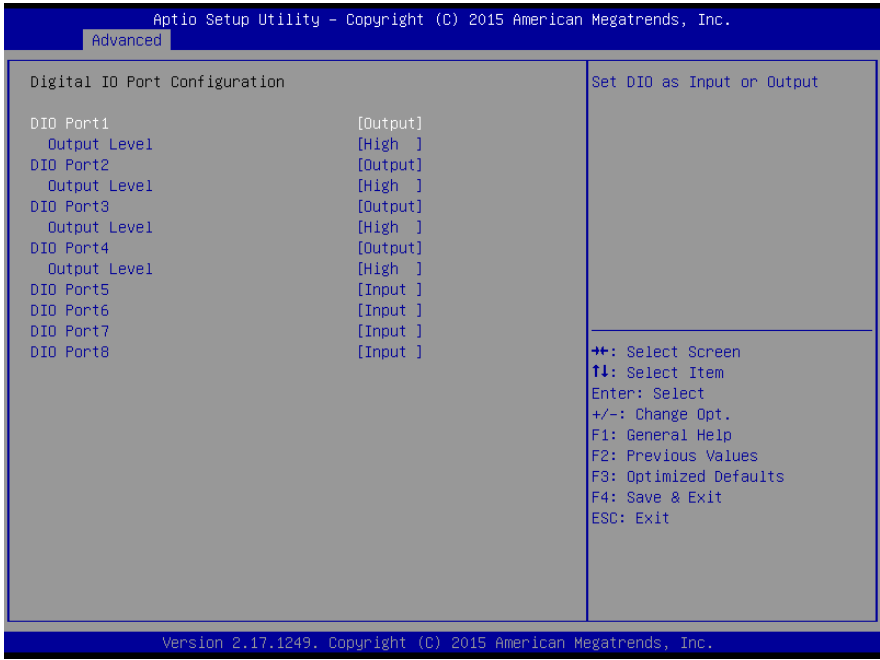 Aptio Setup Utility – Copyright (C) 2015 American Megatrends, Inc.
Advanced
Digital IO Port Configuration
DIO Port1 [Output]
Output Level [High ]
DIO Port2 [Output]
Output Level [High ]
DIO Port3 [Output]
Output Level [High ]
DIO Port4 [Output]
Output Level [High ]
DIO Port5 [Input ]
DIO Port6 [Input ]
DIO Port7 [Input ]
DIO Port8 [Input ]
Set DIO as Input or Output
→←: Select Screen
↑↓: Select Item
Enter: Select
+/-: Change Opt.
F1: General Help
F2: Previous Values
F3: Optimized Defaults
F4: Save & Exit
ESC: Exit
Version 2.17.1249. Copyright (C) 2015 American Megatrends, Inc.